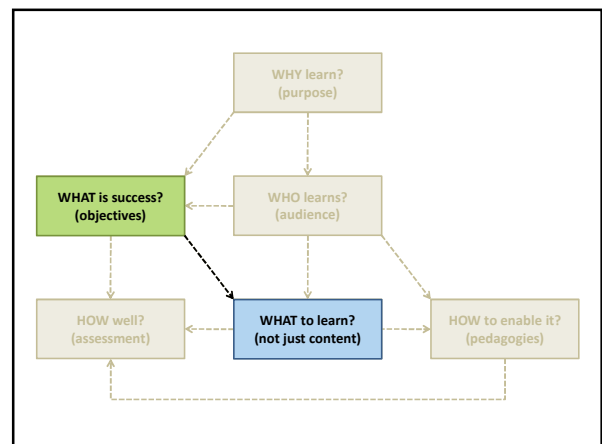 WHY learn?
(purpose)
WHAT is success?
(objectives)
WHO learns?
(audience)
HOW well?
(assessment)
WHAT to learn?
(not just content)
HOW to enable it?
(pedagogies)